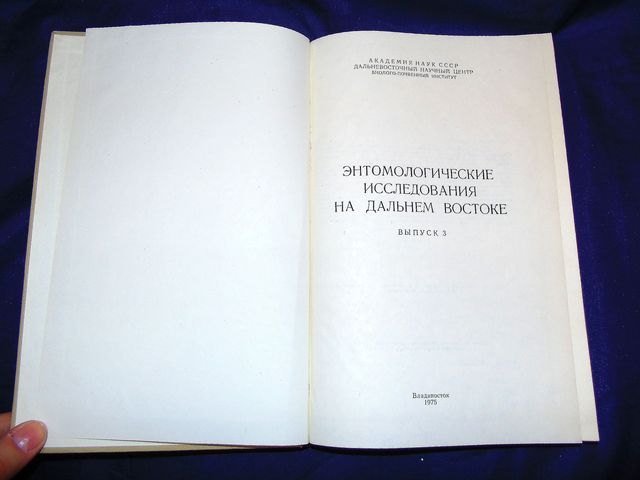 АКАДЕМИЯ НАУК СССР
ДАЛЬНЕВОСТОЧНЫЙ НАУЧНЫЙ ЦЕНТР
БИОЛОГО-ПОЧВЕННЫЙ ИНСТИТУТ
ЭНТОМОЛОГИЧЕСКИЕ
ИССЛЕДОВАНИЯ
НА ДАЛЬНЕМ ВОСТОКЕ
ВЫПУСК 3
Владивосток
1975